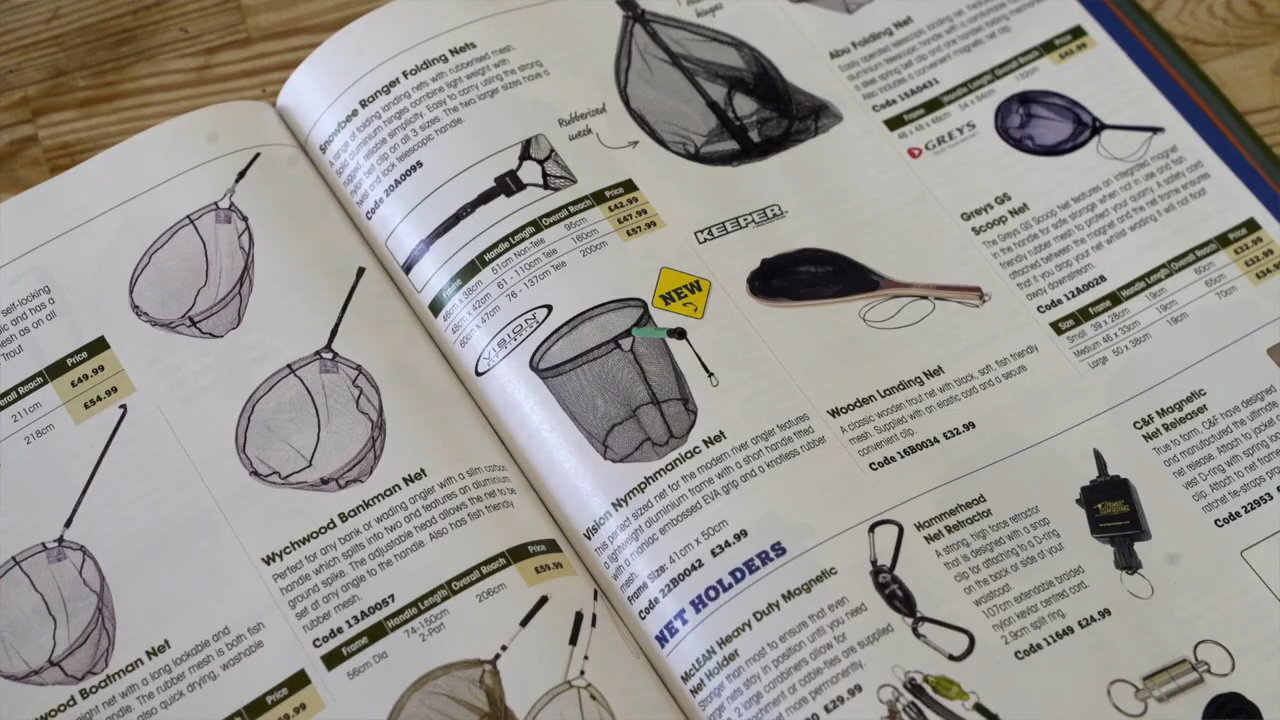 self-locking
Reach
Price
211cm
£49.99
218cm
£54.99
Wychwood Bankman Net
Perfect for any bank or wading angler with a slim carbon
handle which splits into two and features an aluminium
ground spike. The adjustable head allows the net to be
set at any angle to the handle. Also has fish friendly
rubber mesh.
Code 13A0057
Frame Handle Length Overall Reach Price
56cm Dia 74-150cm 206cm £59.99
2-Part
Boatman Net
net with a long lockable and
handle. The rubber mesh is both fish
also quick drying, washable
Price
Snowbee Ranger Folding Nets
A range of folding landing nets with rubberised mesh.
Solid aluminium hinges combine light weight with
rugged, reliable simplicity. Easy to carry using the strong
nylon belt clip on all 3 sizes. The two larger sizes have a
twist and lock telescopic handle.
Code 20A0095
Rubberized
mesh
Frame Handle Length Overall Reach Price
51cm Non-Tele 95cm £42.99
48cm x 42cm 61 - 110cm Tele 160cm £47.99
60cm x 47cm 76 - 137cm Tele 200cm £57.99
VISION
NEW
Vision Nymphmaniac Net
This perfect sized net for the modern river angler features
a lightweight aluminium frame with a short handle fitted
with a maniac embossed EVA grip and a knotless rubber
mesh.
Frame Size: 41cm x 50cm
Code 22B0042 £34.99
KEEPER
Wooden Landing Net
A classic wooden trout net with black, soft, fish friendly
mesh. Supplied with an elastic cord and a secure
convenient clip.
Code 16B0034 £32.99
Abu Folding Net
Also includes a convenient magnetic net clip.
Code 15A0431
Frame Handle Length Overall Reach Price
48 x 48cm 54 x 64cm 132cm £42.99
GREYS
Greys GS
Scoop Net
The Greys GS Scoop Net features an integrated magnet
in the handle for safe storage when not in use and fish
friendly rubber mesh to protect your quarry. A safety cord
attached between the magnet and the net frame ensures
that if you drop your net whilst wading it will not float
away downstream.
Code 12A0028
Size Frame Handle Length Overall Reach Price
Small 39 x 28cm 19cm 60cm £32.99
Medium 46 x 33cm 19cm 65cm £32.99
Large 50 x 38cm 19cm 70cm
NET HOLDERS
McLEAN Heavy Duty Magnetic
Net Holder
Stronger than most to ensure that even
nets stay in position until you need
2 large carabiners allow for
attachment or cable-ties are supplied
more permanently.
£29.99
Hammerhead
Net Retractor
A strong, high force retractor
that is designed with a snap
clip for attaching to a D-ring
on the back or side of your
waistcoat.
107cm extendable braided
nylon kevlar centred cord.
2.9cm split ring.
Code 11649 £24.99
C&F Magnetic
Net Releaser
True to form, C&F have designed
and manufactured the ultimate
net release. Attach to jacket
vest D-ring with spring
clip. Attach to net frame
ratchet tie-straps
Code 22953